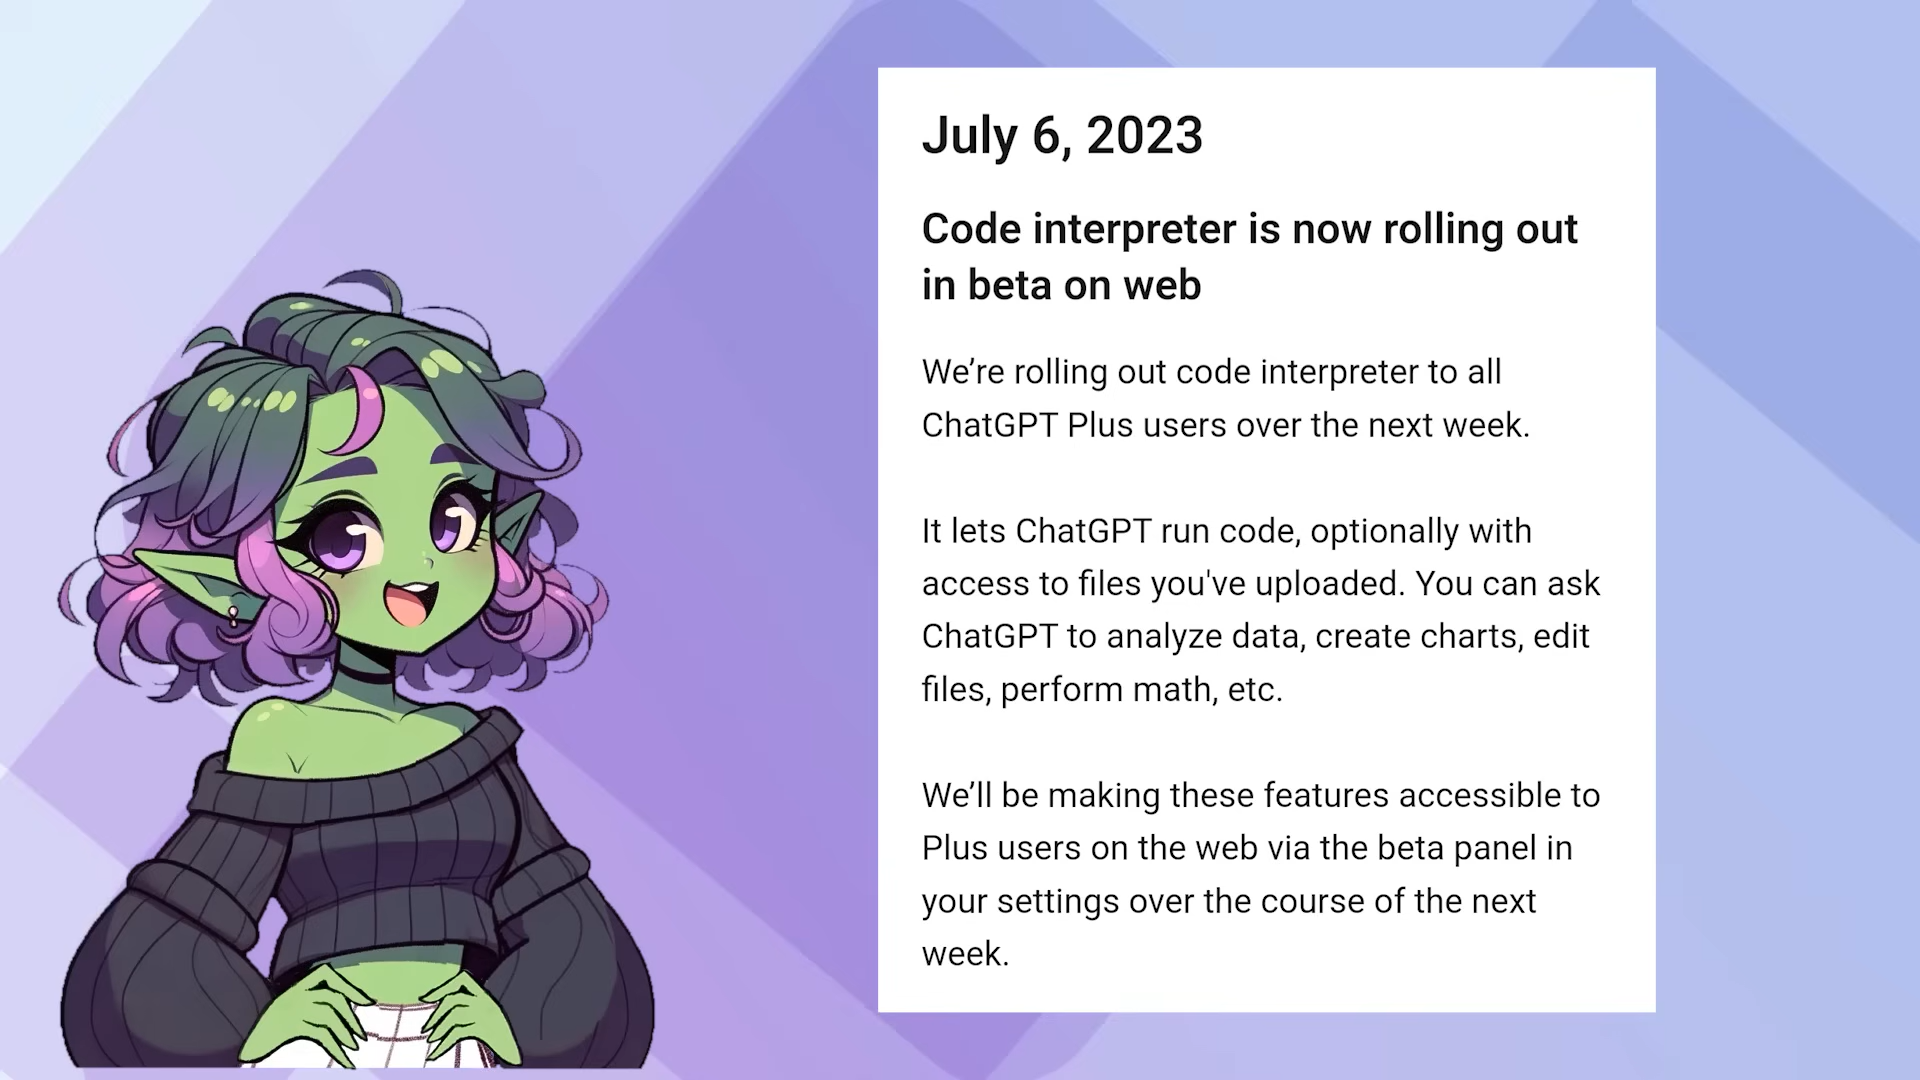 July 6, 2023
Code interpreter is now rolling out
in beta on web
We’re rolling out code interpreter to all
ChatGPT Plus users over the next week.
It lets ChatGPT run code, optionally with
access to files you've uploaded. You can ask
ChatGPT to analyze data, create charts, edit
files, perform math, etc.
We’ll be making these features accessible to
Plus users on the web via the beta panel in
your settings over the course of the next
week.